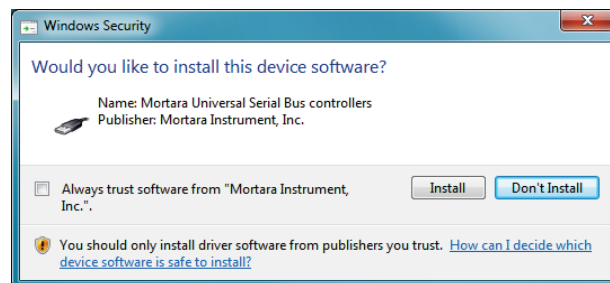 Windows Security
Would you like to install this device software?
Name: Mortara Universal Serial Bus controllers
Publisher: Mortara Instrument, Inc.
Always trust software from "Mortara Instrument,
Inc.".
Install
Don't Install
You should only install driver software from publishers you trust. How can I decide which
device software is safe to install?